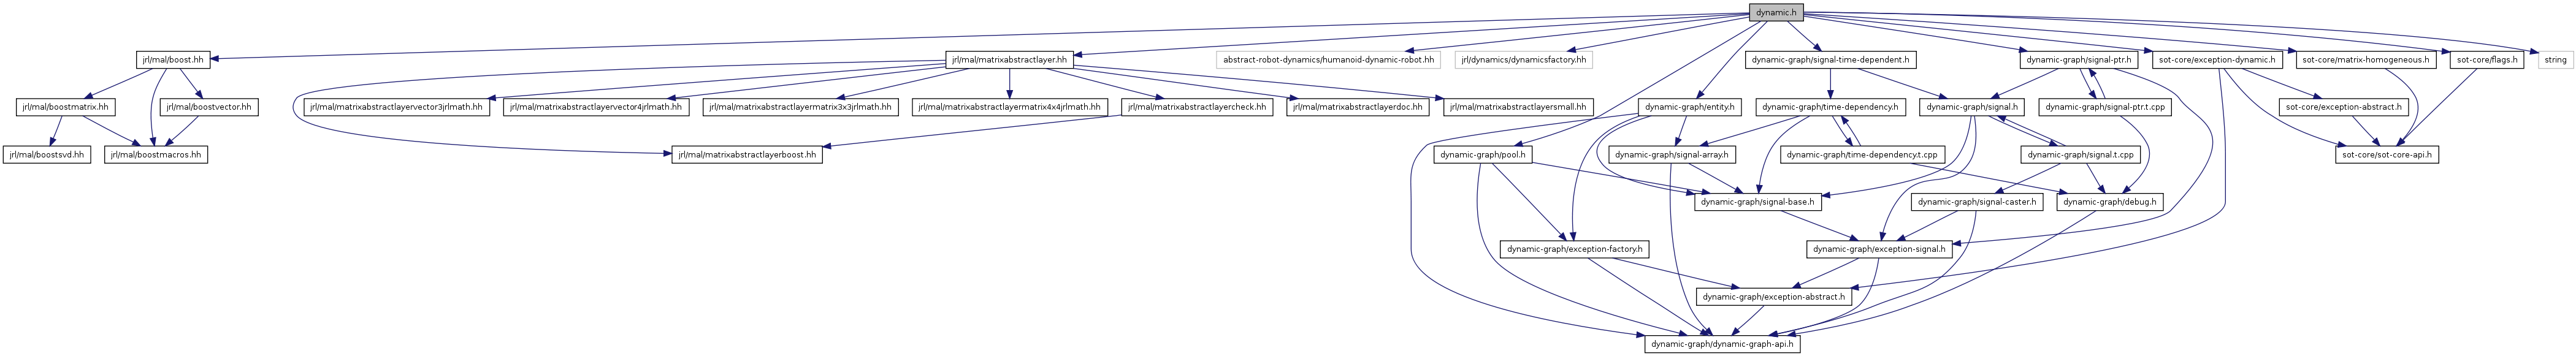 dynamic.h
jrl/mal/boost.hh
jrl/mal/matrixabstractlayer.hh
abstract-robot-dynamics/humanoid-dynamic-robot.hh
jrl/dynamics/dynamicsfactory.hh
dynamic-graph/signal-time-dependent.h
dynamic-graph/signal-ptr.h
sot-core/exception-dynamic.h
sot-core/matrix-homogeneous.h
sot-core/flags.h
string
jrl/mal/boostmatrix.hh
jrl/mal/boostvector.hh
jrl/mal/matrixabstractlayervector3jrlmath.hh
jrl/mal/matrixabstractlayervector4jrlmath.hh
jrl/mal/matrixabstractlayermatrix3x3jrlmath.hh
jrl/mal/matrixabstractlayermatrix4x4jrlmath.hh
jrl/mal/matrixabstractlayercheck.hh
jrl/mal/matrixabstractlayerdoc.hh
jrl/mal/matrixabstractlayersmall.hh
dynamic-graph/entity.h
dynamic-graph/time-dependency.h
dynamic-graph/signal.h
dynamic-graph/signal-ptr.t.cpp
sot-core/exception-abstract.h
jrl/mal/boostsvd.hh
jrl/mal/boostmacros.hh
jrl/mal/matrixabstractlayerboost.hh
dynamic-graph/pool.h
dynamic-graph/signal-array.h
dynamic-graph/time-dependency.t.cpp
dynamic-graph/signal.t.cpp
sot-core/sot-core-api.h
dynamic-graph/signal-base.h
dynamic-graph/signal-caster.h
dynamic-graph/debug.h
dynamic-graph/exception-factory.h
dynamic-graph/exception-signal.h
dynamic-graph/exception-abstract.h
dynamic-graph/dynamic-graph-api.h